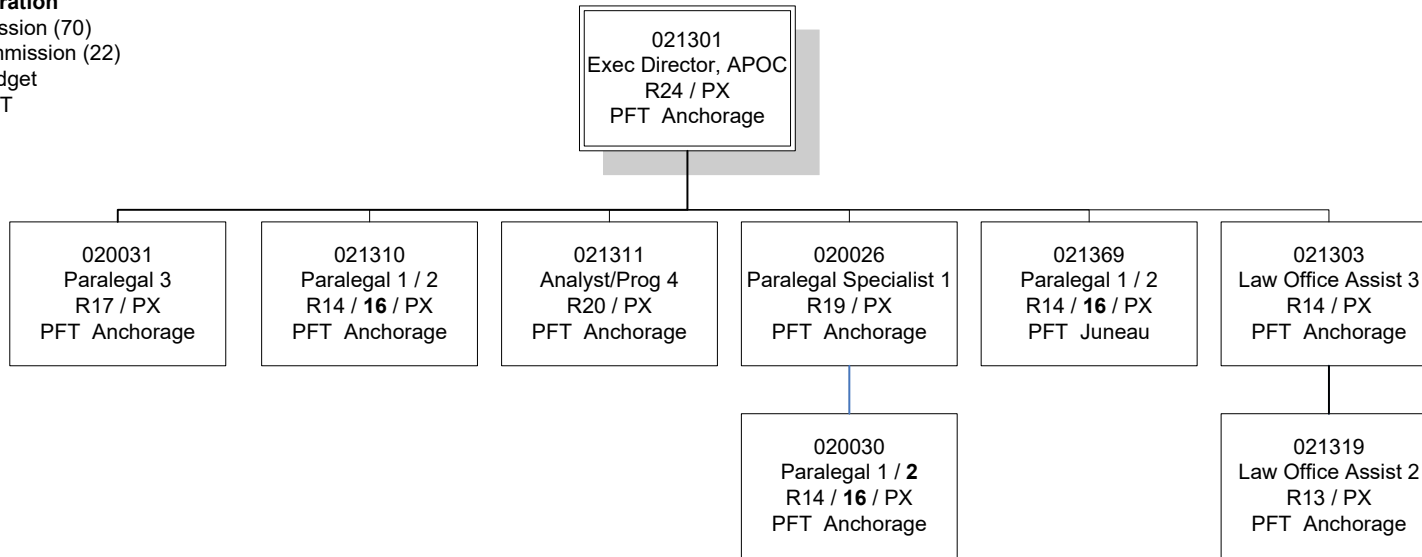 (70)
(22)
021301
Exec Director, APOC
R24 / PX
PFT Anchorage
020031
Paralegal 3
R17 / PX
PFT Anchorage
021310
Paralegal 1 / 2
R14 / 16 / PX
PFT Anchorage
021311
Analyst/Prog 4
R20 / PX
PFT Anchorage
020026
Paralegal Specialist 1
R19 / PX
PFT Anchorage
021369
Paralegal 1 / 2
R14 / 16 / PX
PFT Juneau
021303
Law Office Assist 3
R14 / PX
PFT Anchorage
020030
Paralegal 1 / 2
R14 / 16 / PX
PFT Anchorage
021319
Law Office Assist 2
R13 / PX
PFT Anchorage